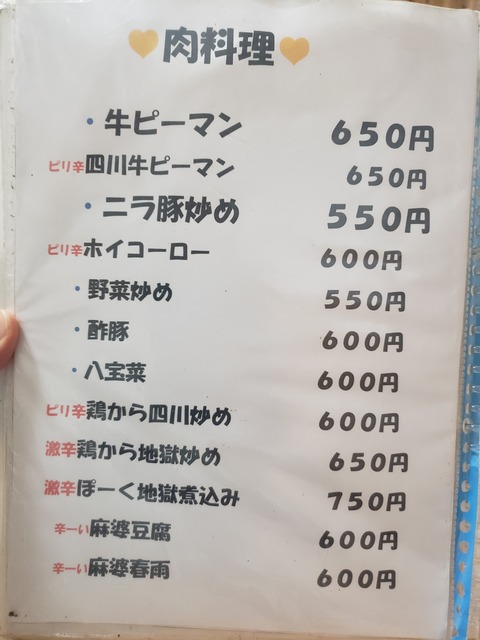 肉料理
・牛ピーマン 650円
ピリ辛四川牛ピーマン 650円
・ニラ豚炒め 550円
ピリ辛ホイコーロー 600円
・野菜炒め 550円
・酢豚 600円
・八宝菜 600円
ピリ辛鶏から四川炒め 600円
激辛鶏から地獄炒め 650円
激辛ぽーく地獄煮込み 750円
辛ーい麻婆豆腐 600円
辛ーい麻婆春雨 600円